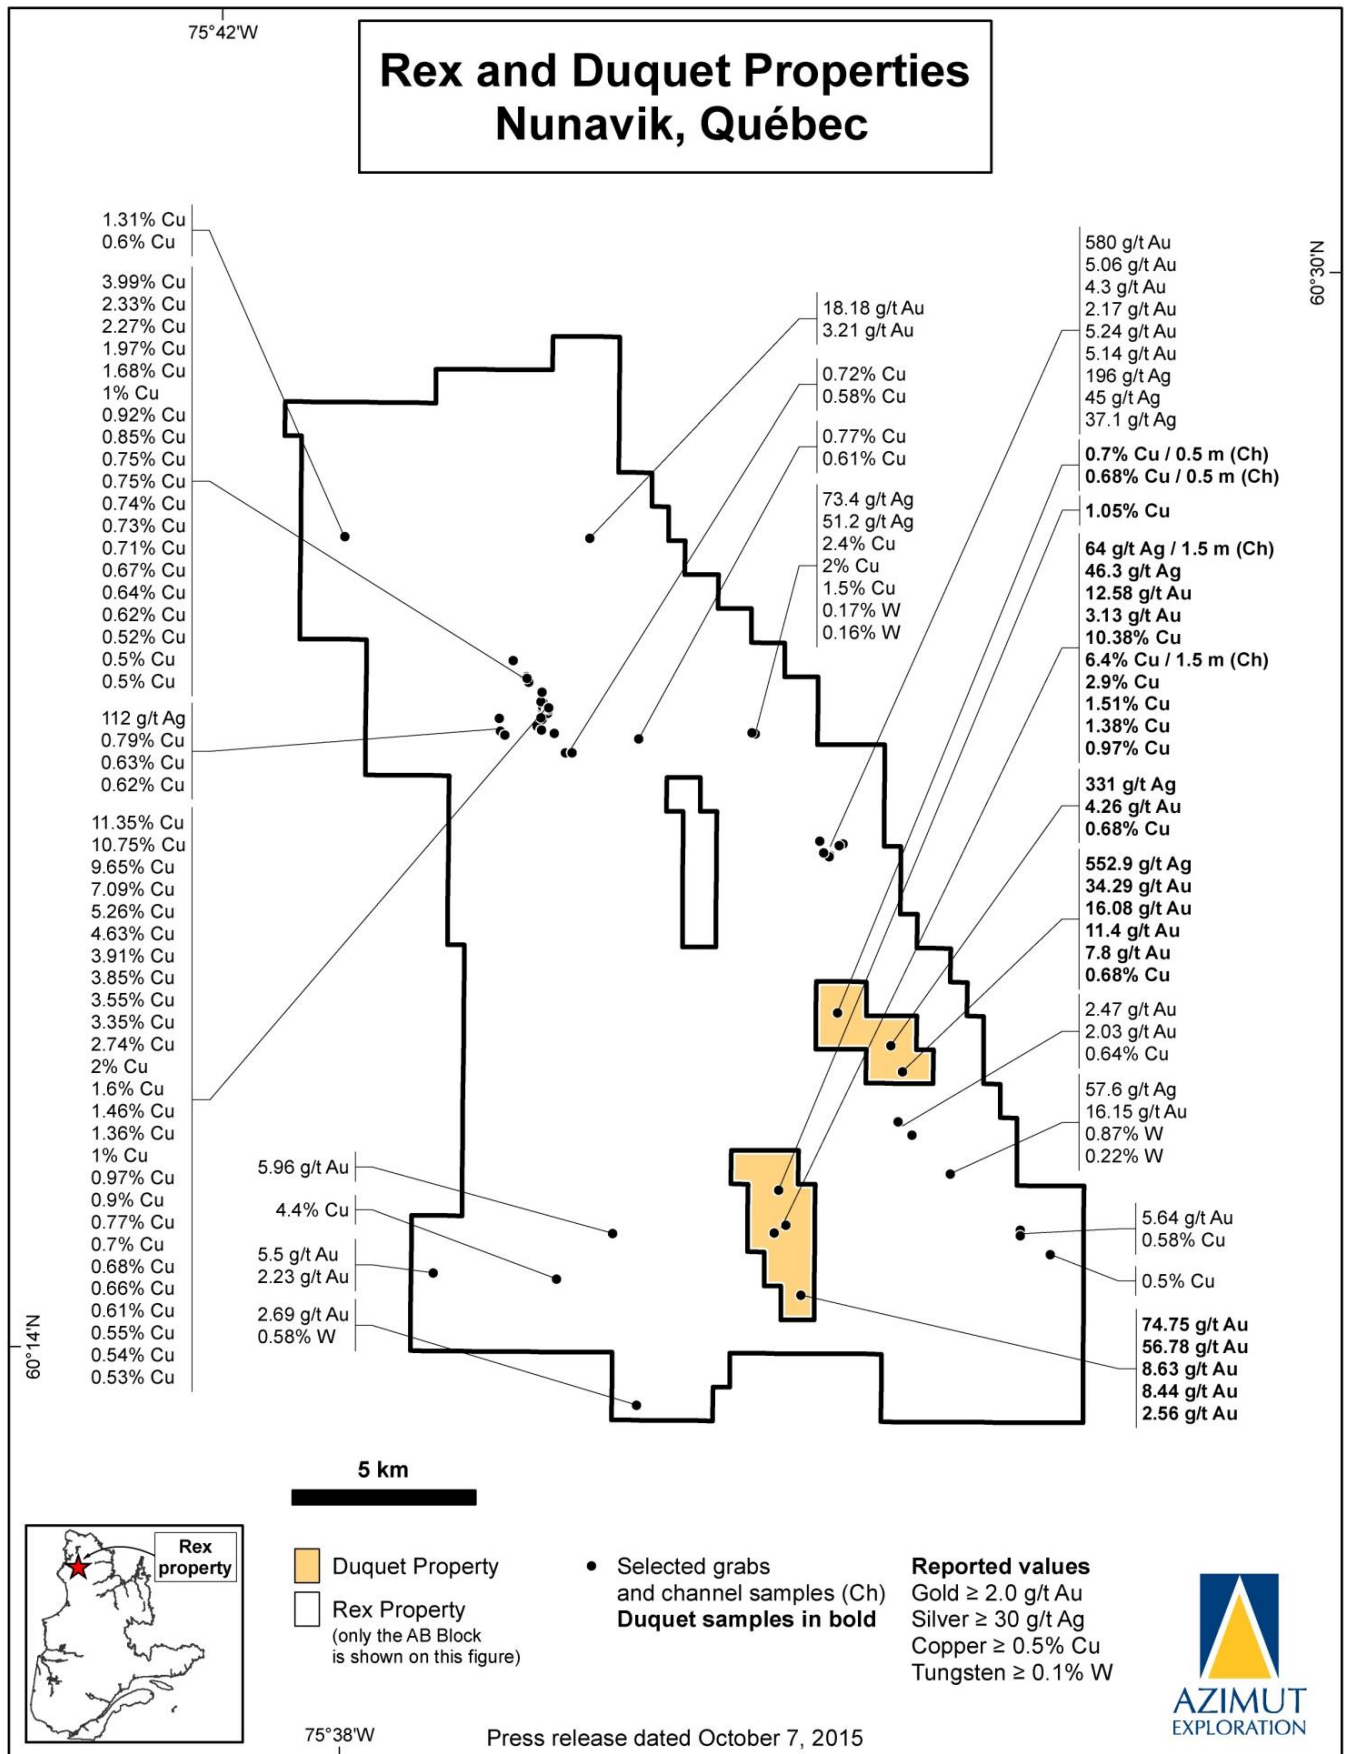 75°42'W
Rex and Duquet Properties
Nunavik, Québec
60°30'N
1.31% Cu
0.6% Cu
3.99% Cu
2.33% Cu
2.27% Cu
1.97% Cu
1.68% Cu
1% Cu
0.92% Cu
0.85% Cu
0.75% Cu
0.75% Cu
0.74% Cu
0.73% Cu
0.71% Cu
0.67% Cu
0.64% Cu
0.62% Cu
0.52% Cu
0.5% Cu
0.5% Cu
112 g/t Ag
0.79% Cu
0.63% Cu
0.62% Cu
11.35% Cu
10.75% Cu
9.65% Cu
7.09% Cu
5.26% Cu
4.63% Cu
3.91% Cu
3.85% Cu
3.55% Cu
3.35% Cu
2.74% Cu
2% Cu
1.6% Cu
1.46% Cu
1.36% Cu
1% Cu
0.97% Cu
0.9% Cu
0.77% Cu
0.7% Cu
0.68% Cu
0.66% Cu
0.61% Cu
0.55% Cu
0.54% Cu
0.53% Cu
18.18 g/t Au
3.21 g/t Au
0.72% Cu
0.58% Cu
0.77% Cu
0.61% Cu
73.4 g/t Ag
51.2 g/t Ag
2.4% Cu
2% Cu
1.5% Cu
0.17% W
0.16% W
580 g/t Au
5.06 g/t Au
4.3 g/t Au
2.17 g/t Au
5.24 g/t Au
5.14 g/t Au
196 g/t Ag
45 g/t Ag
37.1 g/t Ag
0.7% Cu / 0.5 m (Ch)
0.68% Cu / 0.5 m (Ch)
1.05% Cu
64 g/t Ag / 1.5 m (Ch)
46.3 g/t Ag
12.58 g/t Au
3.13 g/t Au
10.38% Cu
6.4% Cu / 1.5 m (Ch)
2.9% Cu
1.51% Cu
1.38% Cu
0.97% Cu
331 g/t Ag
4.26 g/t Au
0.68% Cu
552.9 g/t Ag
34.29 g/t Au
16.08 g/t Au
11.4 g/t Au
7.8 g/t Au
0.68% Cu
2.47 g/t Au
2.03 g/t Au
0.64% Cu
57.6 g/t Ag
16.15 g/t Au
0.87% W
0.22% W
5.64 g/t Au
0.58% Cu
0.5% Cu
74.75 g/t Au
56.78 g/t Au
8.63 g/t Au
8.44 g/t Au
2.56 g/t Au
5.96 g/t Au
4.4% Cu
5.5 g/t Au
2.23 g/t Au
2.69 g/t Au
0.58% W
60°14'N
5 km
Rex
property
Duquet Property
Rex Property
(only the AB Block
is shown on this figure)
Selected grabs
and channel samples (Ch)
Duquet samples in bold
Reported values
Gold ≥ 2.0 g/t Au
Silver ≥ 30 g/t Ag
Copper ≥ 0.5% Cu
Tungsten ≥ 0.1% W
AZIMUT
EXPLORATION
75°38'W
Press release dated October 7, 2015